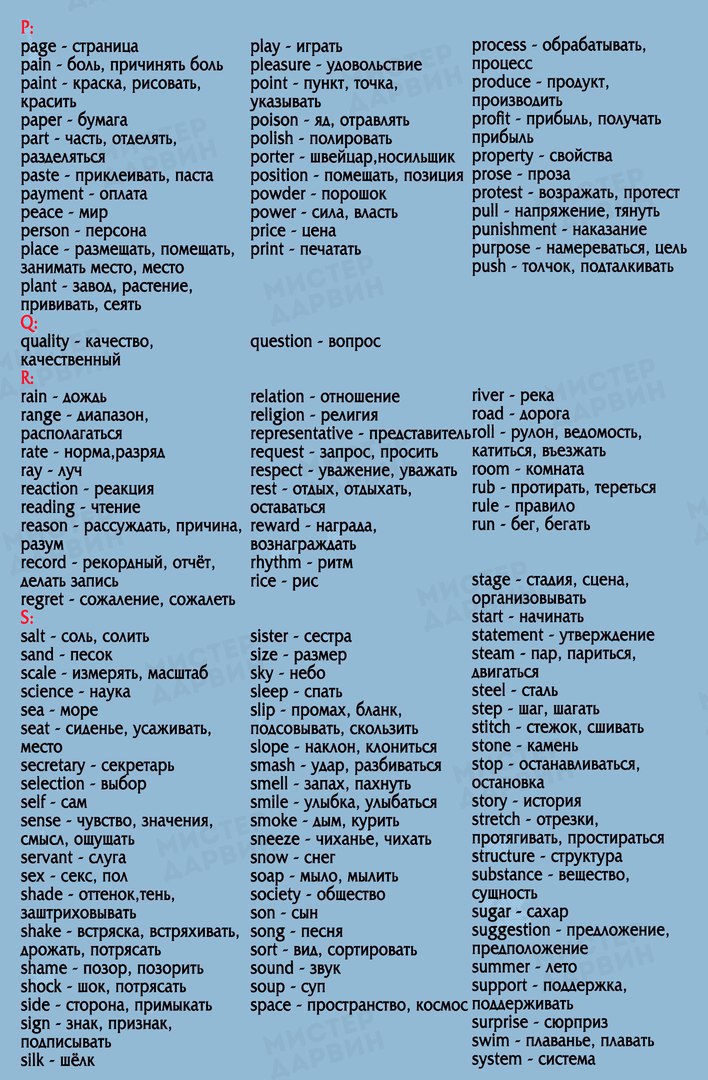 P:
page - страница
pain - боль, причинять боль
paint - краска, рисовать,
красить
paper - бумага
part - часть, отделять,
разделяться
paste - приклеивать, паста
payment - оплата
peace - мир
person - персона
place - размещать, помещать,
занимать место, место
plant - завод, растение,
прививать, сеять
play - играть
pleasure - удовольствие
point - пункт, точка,
указывать
poison - яд, отравлять
polish - полировать
porter - швейцар,носильщик
position - помещать, позиция
powder - порошок
power - сила, власть
price - цена
print - печатать
process - обрабатывать,
процесс
produce - продукт,
производить
profit - прибыль, получать
прибыль
property - свойства
prose - проза
protest - возражать, протест
pull - напряжение, тянуть
punishment - наказание
purpose - намереваться, цель
push - толчок, подталкивать
Q:
quality - качество,
качественный
question - вопрос
R:
rain - дождь
range - диапазон,
располагаться
rate - норма,разряд
ray - луч
reaction - реакция
reading - чтение
reason - рассуждать, причина,
разум
record - рекордный, отчёт,
делать запись
regret - сожаление, сожалеть
relation - отношение
religion - религия
representative - представитель
request - запрос, просить
respect - уважение, уважать
rest - отдых, отдыхать,
оставаться
reward - награда,
вознаграждать
rhythm - ритм
rice - рис
river - река
road - дорога
roll - рулон, ведомость,
катиться, въезжать
room - комната
rub - протирать, тереться
rule - правило
run - бег, бегать
S:
salt - соль, солить
sand - песок
scale - измерять, масштаб
science - наука
sea - море
seat - сиденье, усаживать,
место
secretary - секретарь
selection - выбор
self - сам
sense - чувство, значения,
смысл, ощущать
servant - слуга
sex - секс, пол
shade - оттенок,тень,
заштриховывать
shake - встряска, встряхивать,
дрожать, потрясать
shame - позор, позорить
shock - шок, потрясать
side - сторона, примыкать
sign - знак, признак,
подписывать
silk - шёлк
sister - сестра
size - размер
sky - небо
sleep - спать
slip - промах, бланк,
подсовывать, скользить
slope - наклон, клониться
smash - удар, разбиваться
smell - запах, пахнуть
smile - улыбка, улыбаться
smoke - дым, курить
sneeze - чиханье, чихать
snow - снег
soap - мыло, мылить
society - общество
son - сын
song - песня
sort - вид, сортировать
sound - звук
soup - суп
space - пространство, космос
stage - стадия, сцена,
организовывать
start - начинать
statement - утверждение
steam - пар, париться,
двигаться
steel - сталь
step - шаг, шагать
stitch - стежок, сшивать
stone - камень
stop - останавливаться,
остановка
story - история
stretch - отрезки,
протягивать, простираться
structure - структура
substance - вещество,
сущность
sugar - сахар
suggestion - предложение,
предположение
summer - лето
support - поддержка,
поддерживать
surprise - сюрприз
swim - плаванье, плавать
system - система
МИСТЕР
ДАРВИН